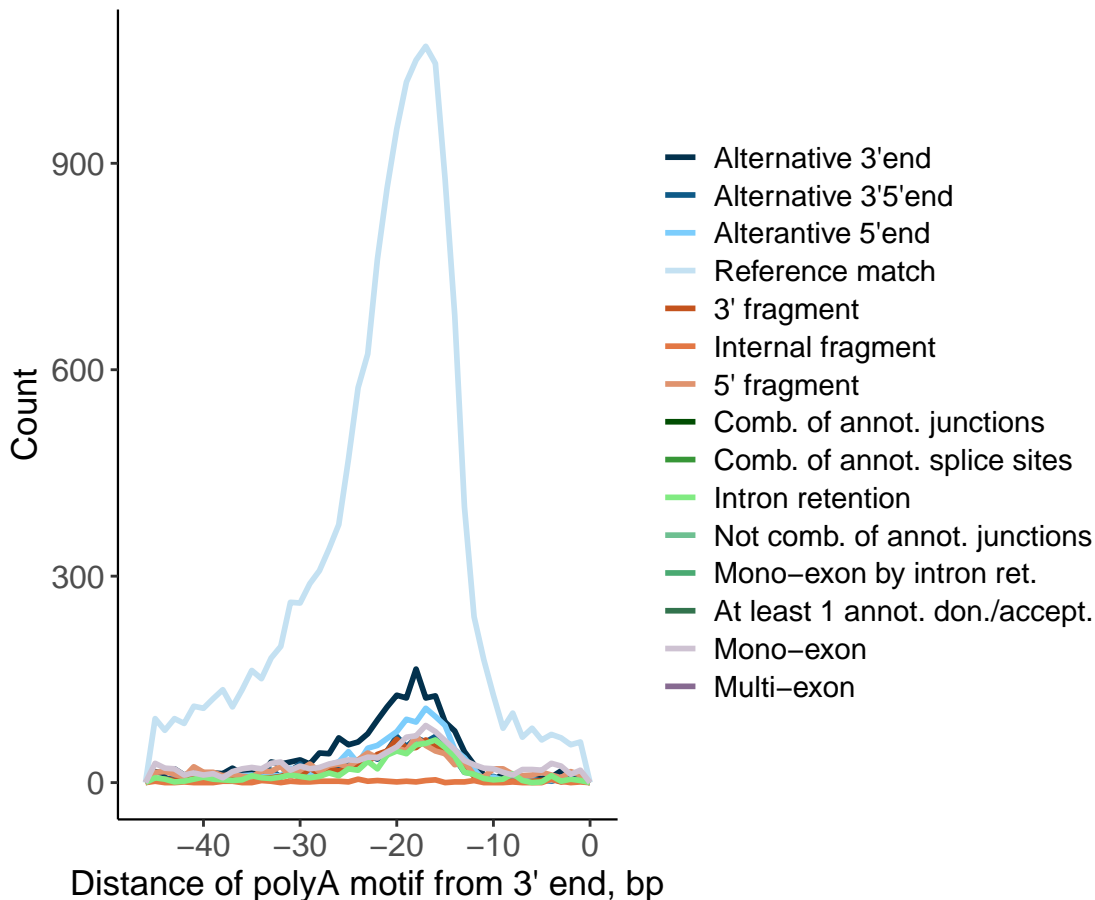 Count
900
600
300
0
−40
−30
−20
−10
0
Distance of polyA motif from 3' end, bp
Alternative 3'end
Alternative 3'5'end
Alterantive 5'end
Reference match
3' fragment
Internal fragment
5' fragment
Comb. of annot. junctions
Comb. of annot. splice sites
Intron retention
Not comb. of annot. junctions
Mono−exon by intron ret.
At least 1 annot. don./accept.
Mono−exon
Multi−exon